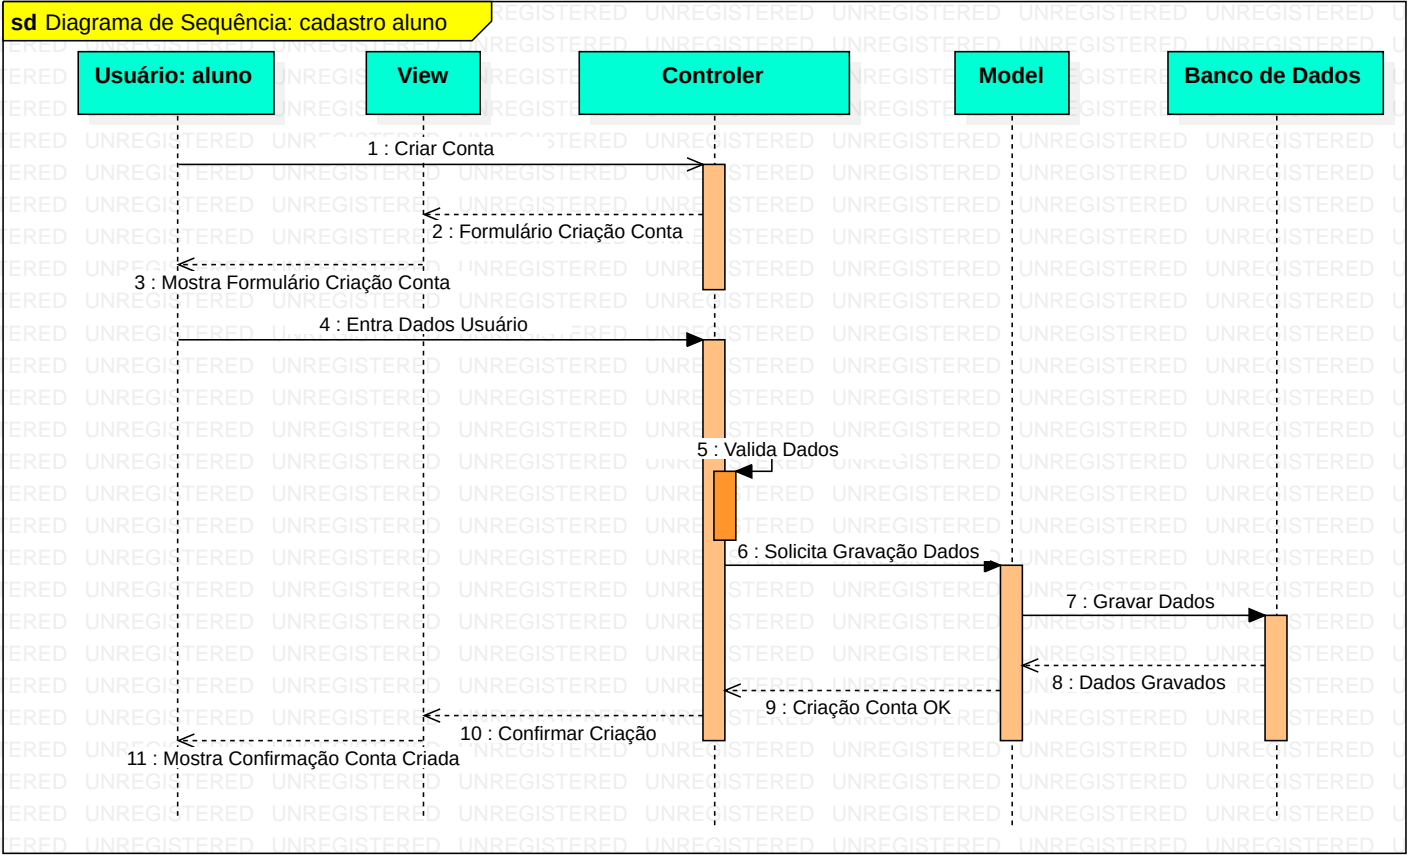 sd Diagrama de Sequência: cadastro aluno
Usuário: aluno
View
Controler
Model
Banco de Dados
1 : Criar Conta
2 : Formulário Criação Conta
3 : Mostra Formulário Criação Conta
4 : Entra Dados Usuário
5 : Valida Dados
6 : Solicita Gravação Dados
7 : Gravar Dados
8 : Dados Gravados
9 : Criação Conta OK
10 : Confirmar Criação
11 : Mostra Confirmação Conta Criada
UNREGISTERED